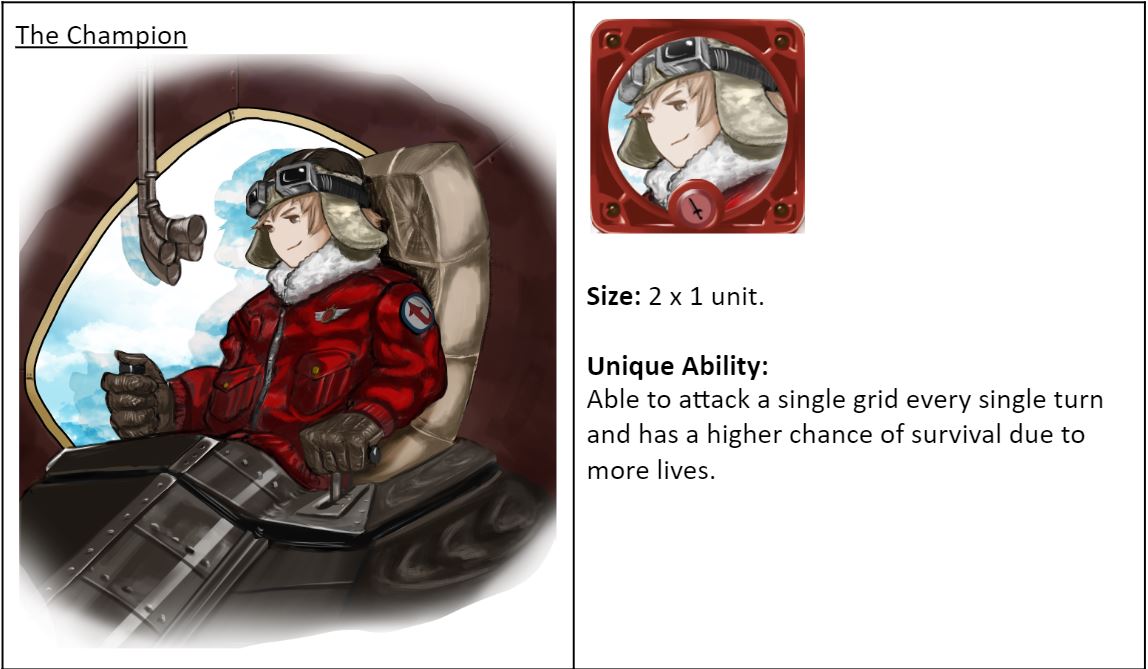 The Champion
Size: 2 x 1 unit.
Unique Ability:
Able to attack a single grid every single turn
and has a higher chance of survival due to
more lives.